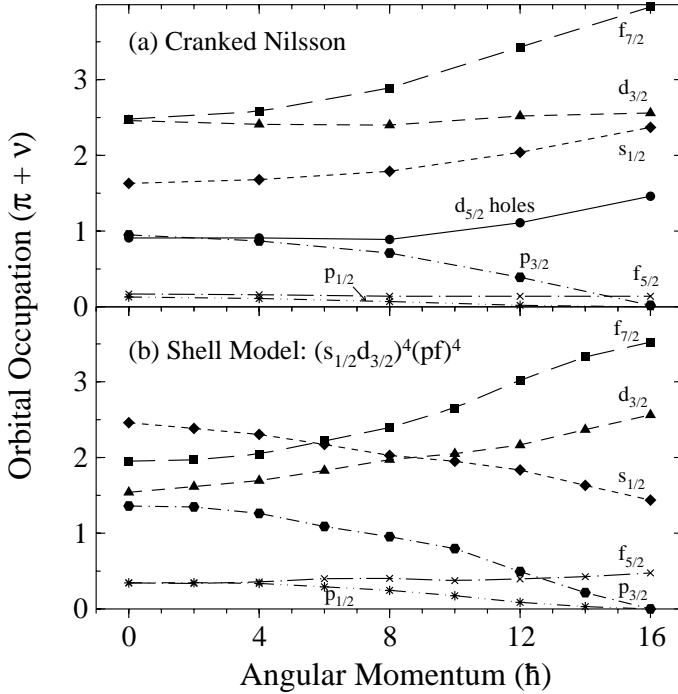 Orbital Occupation (π + ν)
(a) Cranked Nilsson
f7/2
3
d3/2
2
s1/2
d5/2 holes
1
p3/2
p1/2
f5/2
0
(b) Shell Model: (s1/2d3/2)^4(pf)^4
f7/2
3
d3/2
2
s1/2
1
f5/2
p1/2
p3/2
0
0 4 8 12 16
Angular Momentum (ħ)